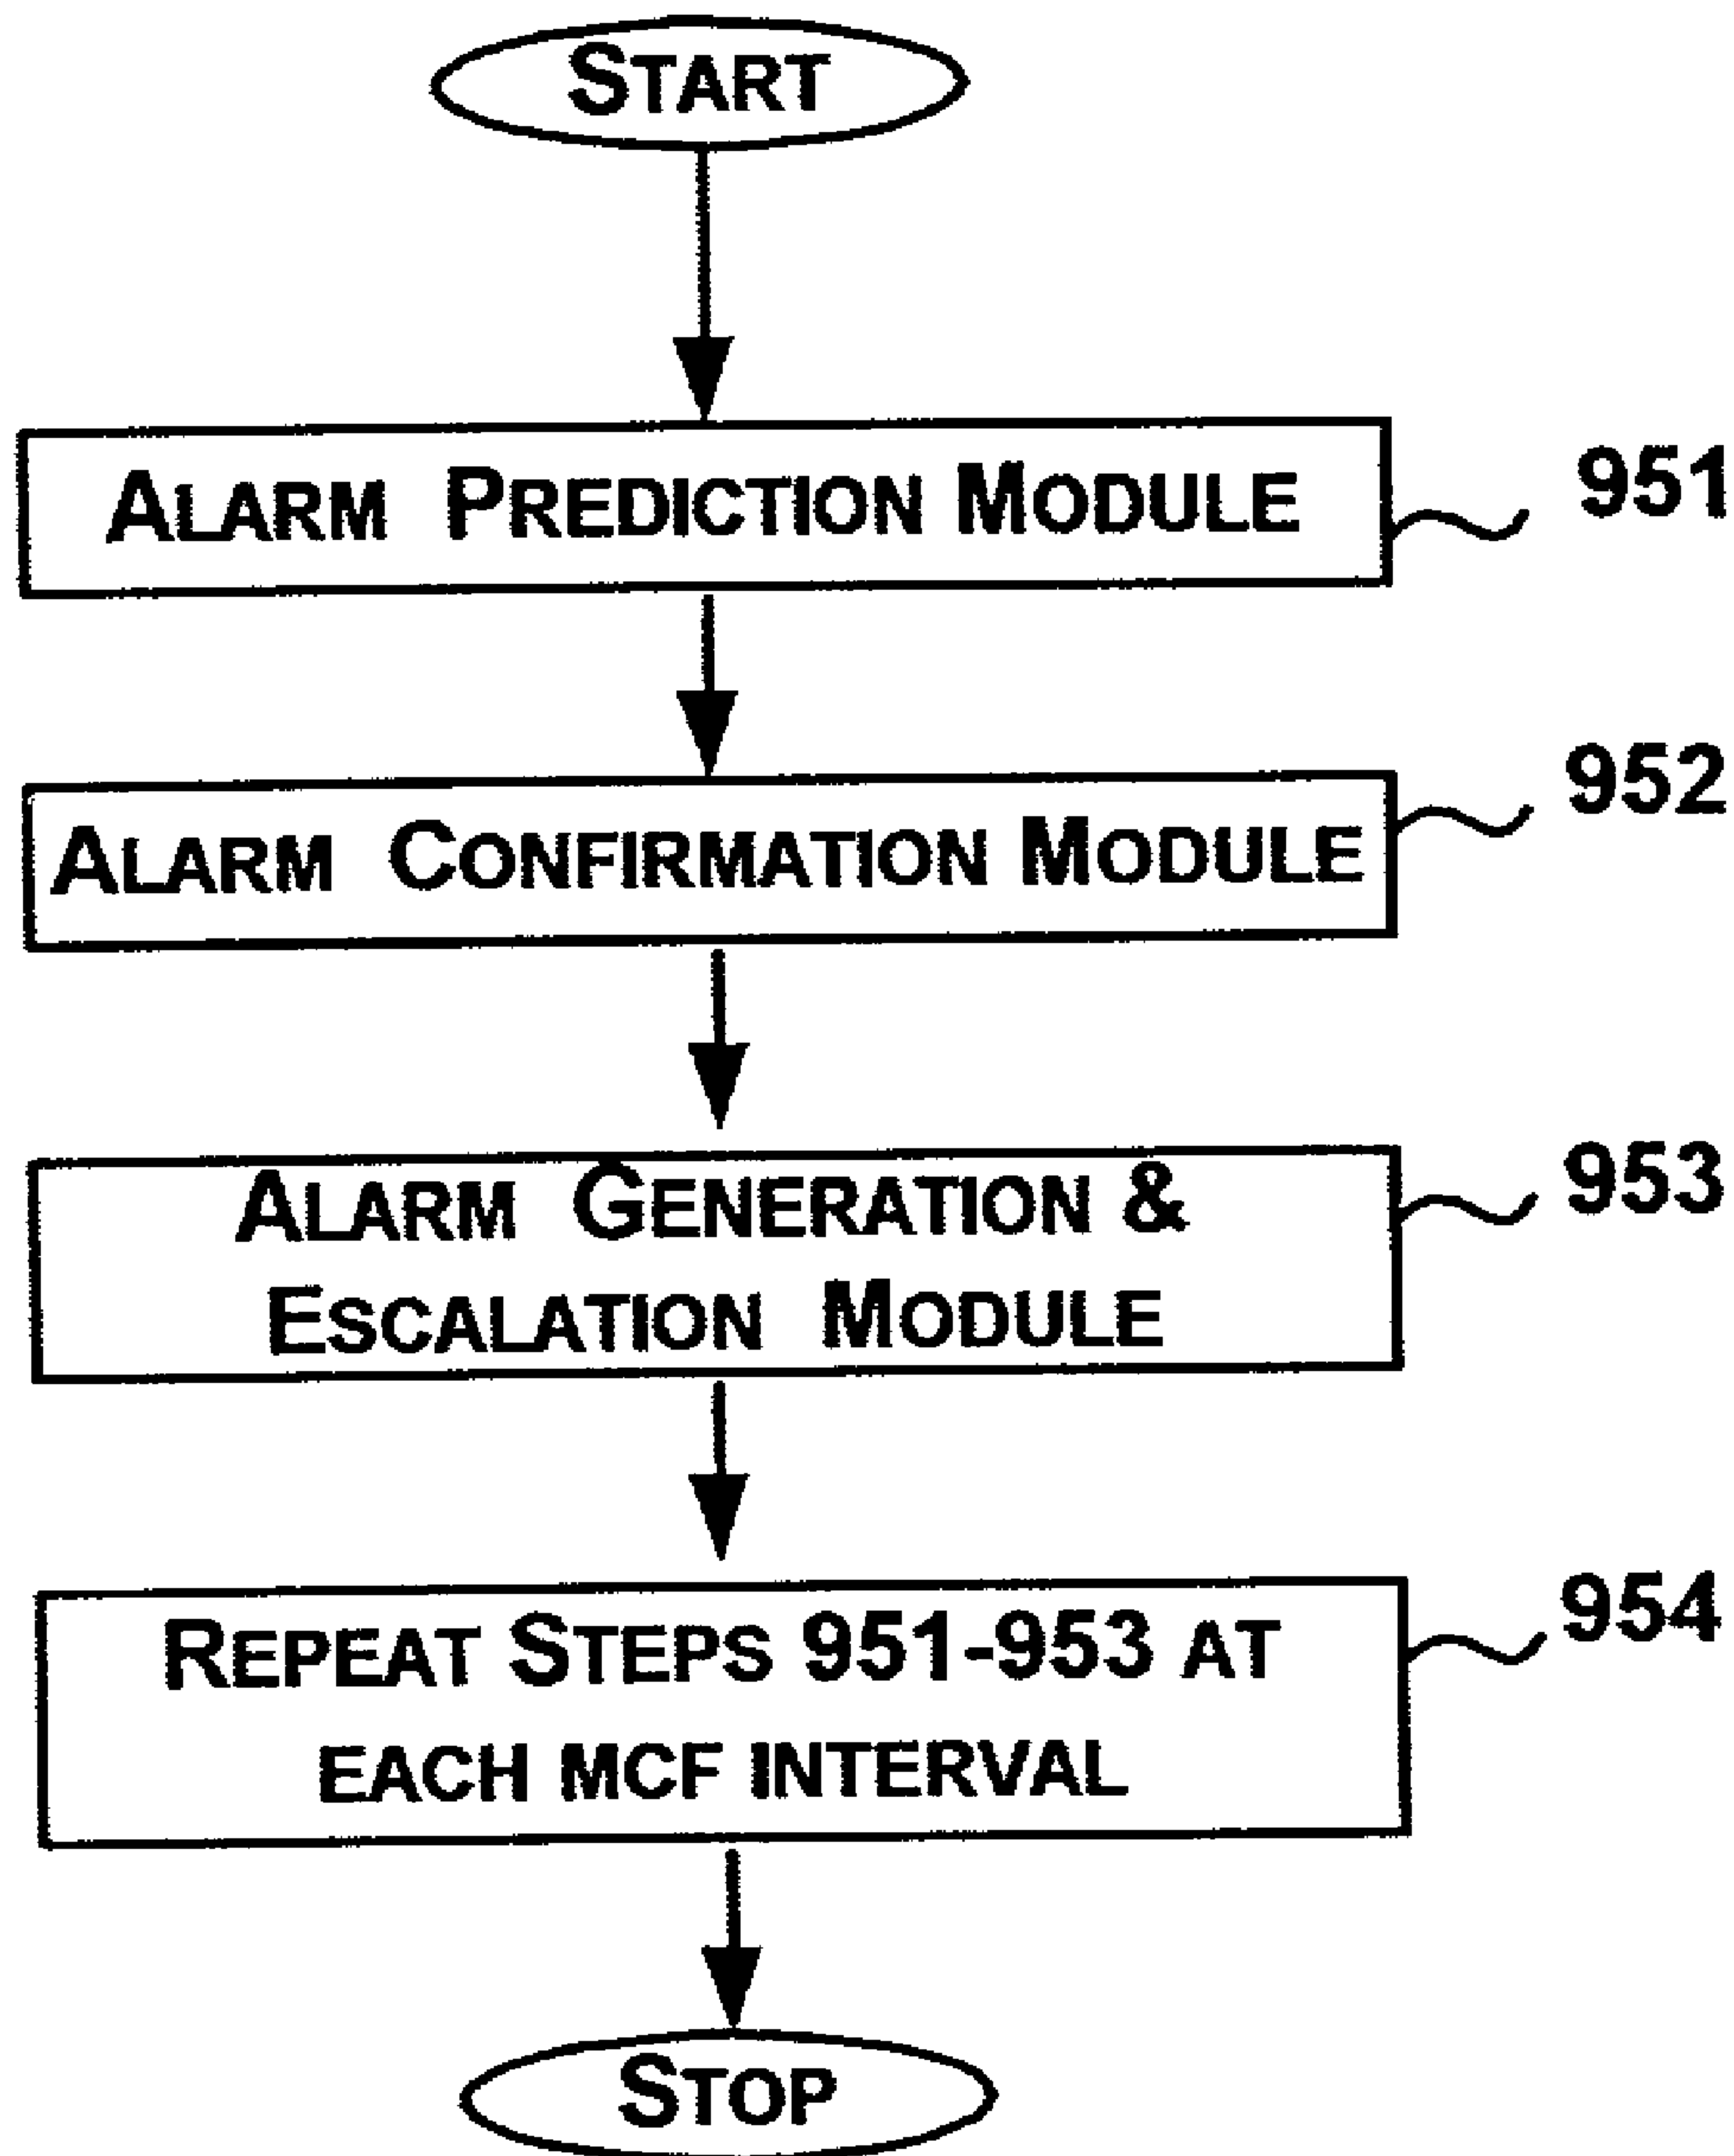 START
ALARM PREDICTION MODULE
951
ALARM CONFIRMATION MODULE
952
ALARM GENERATION &
ESCALATION MODULE
953
REPEAT STEPS 951-953 AT
EACH MCF INTERVAL
954
STOP